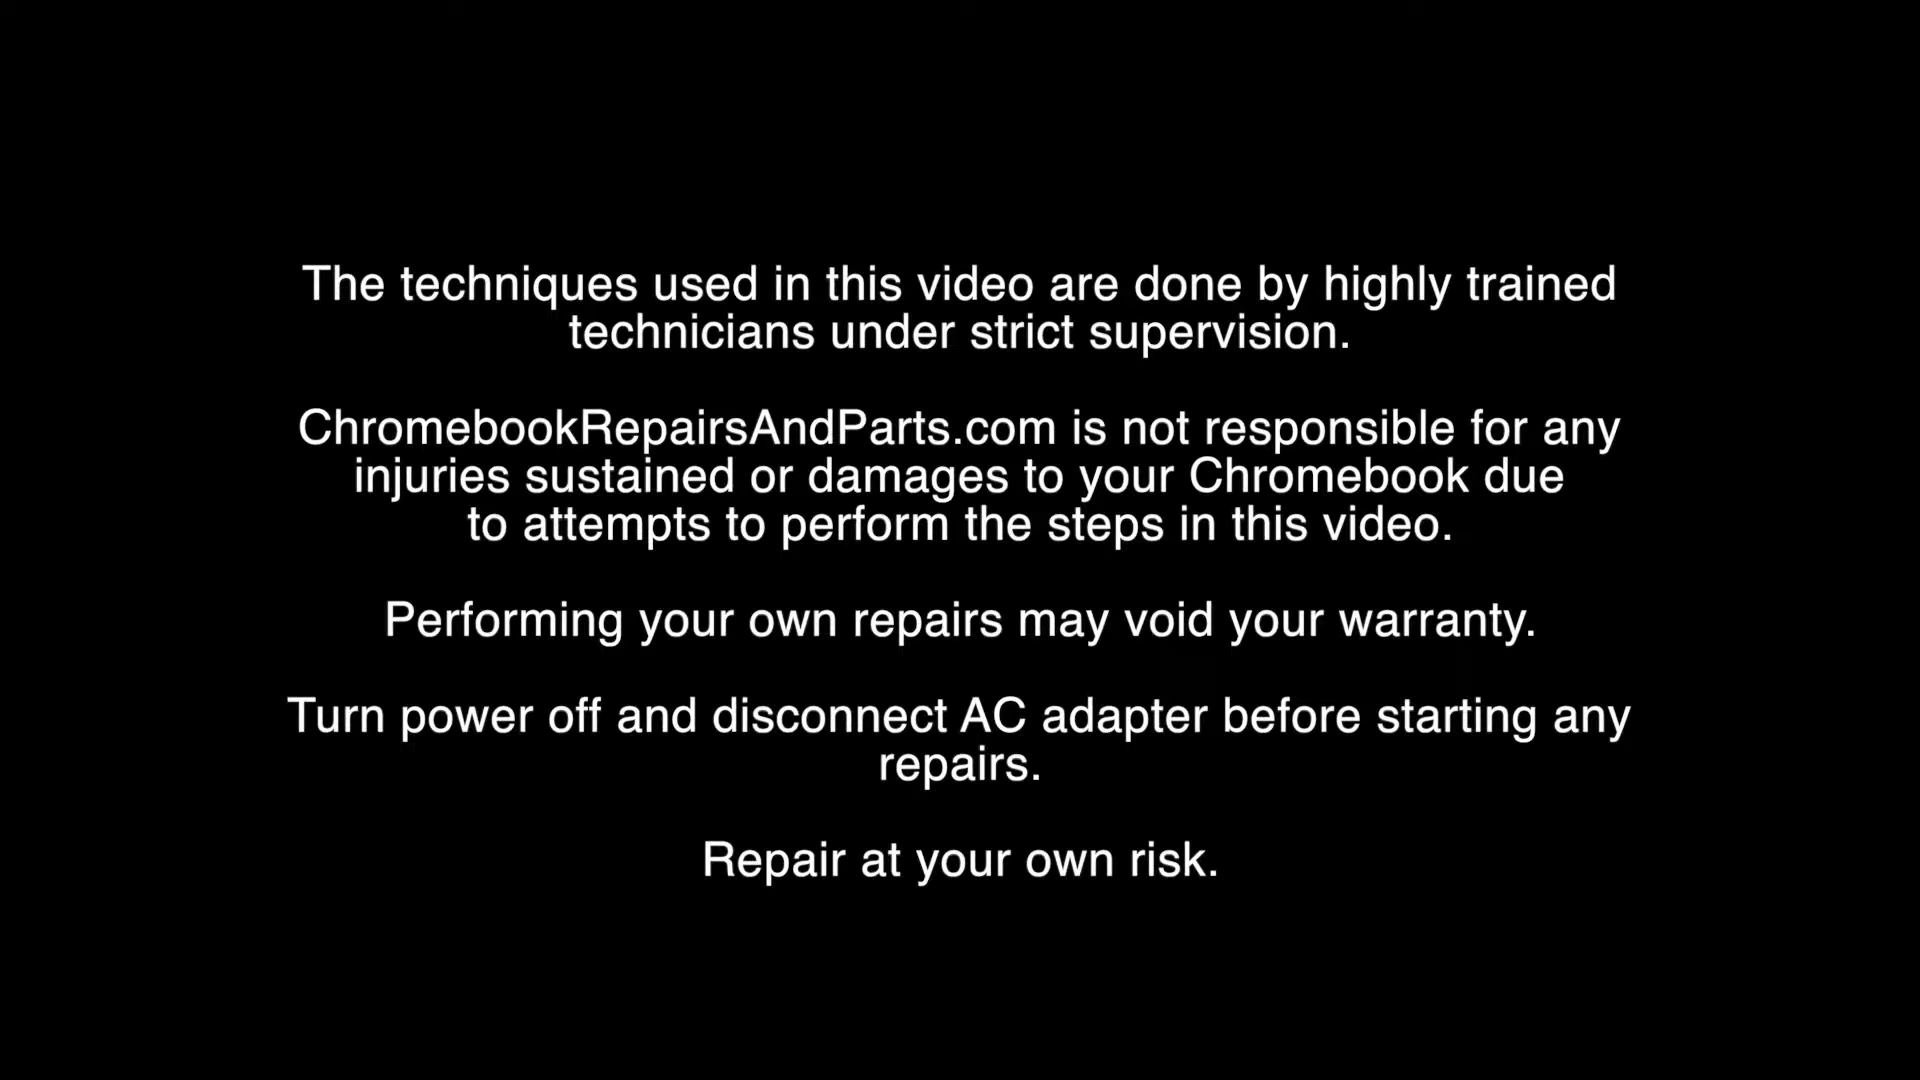 The techniques used in this video are done by highly trained
technicians under strict supervision.
ChromebookRepairsAndParts.com is not responsible for any
injuries sustained or damages to your Chromebook due
to attempts to perform the steps in this video.
Performing your own repairs may void your warranty.
Turn power off and disconnect AC adapter before starting any
repairs.
Repair at your own risk.